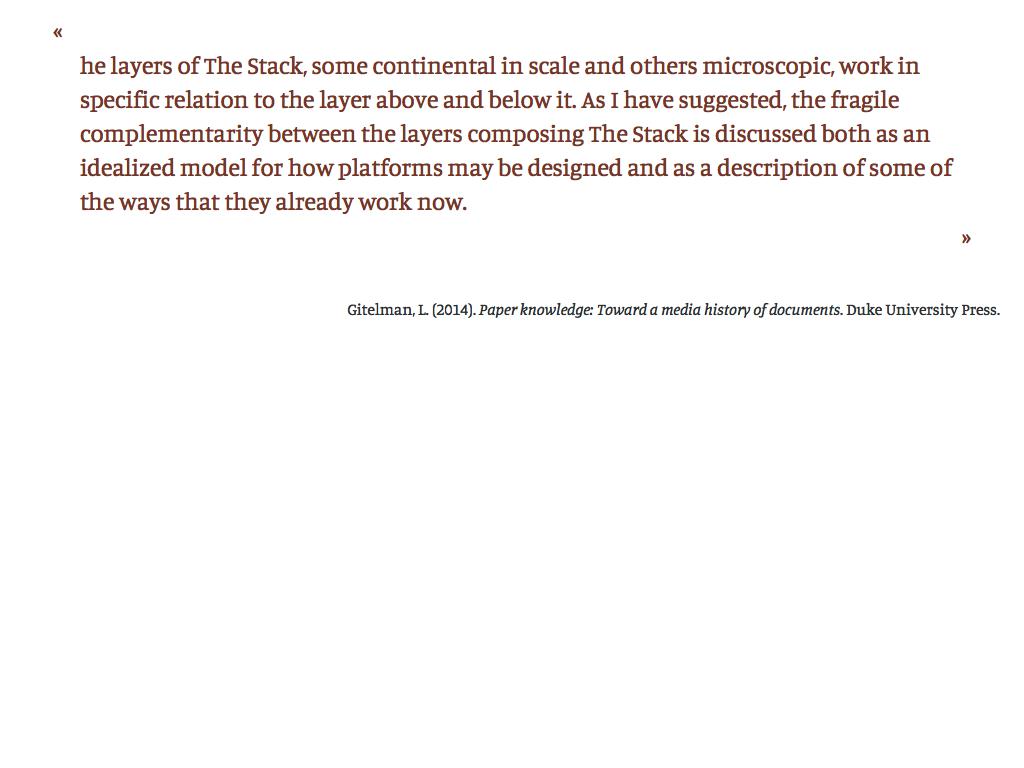 «
he layers of The Stack, some continental in scale and others microscopic, work in
specific relation to the layer above and below it. As I have suggested, the fragile
complementarity between the layers composing The Stack is discussed both as an
idealized model for how platforms may be designed and as a description of some of
the ways that they already work now.
»
Gitelman, L. (2014). Paper knowledge: Toward a media history of documents. Duke University Press.